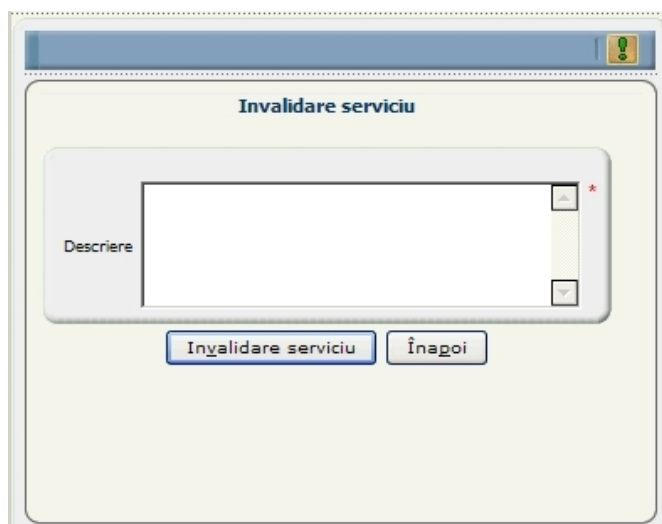 Invalidare serviciu
*
Descriere
Invalidare serviciu
Înapoi